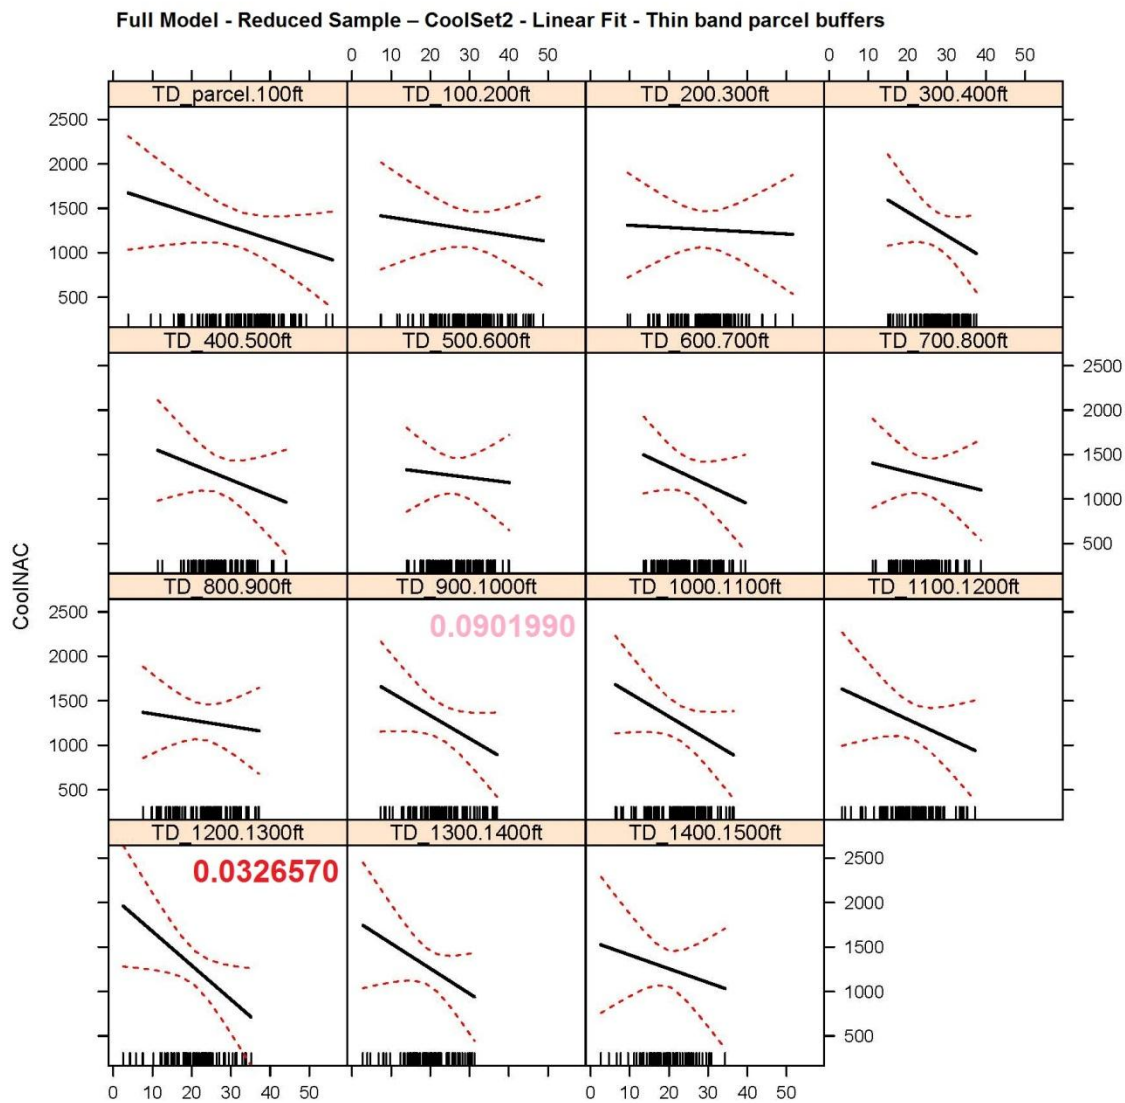 Full Model - Reduced Sample – CoolSet2 - Linear Fit - Thin band parcel buffers
0 10 20 30 40 50 0 10 20 30 40 50
TD_parcel.100ft TD_100.200ft TD_200.300ft TD_300.400ft
2500
2000
1500
1000
500
TD_400.500ft TD_500.600ft TD_600.700ft TD_700.800ft
2500
2000
1500
1000
500
CoolNAC
TD_800.900ft TD_900.1000ft TD_1000.1100ft TD_1100.1200ft
0.0901990
2500
2000
1500
1000
500
TD_1200.1300ft TD_1300.1400ft TD_1400.1500ft
0.0326570
2500
2000
1500
1000
500
0 10 20 30 40 50 0 10 20 30 40 50